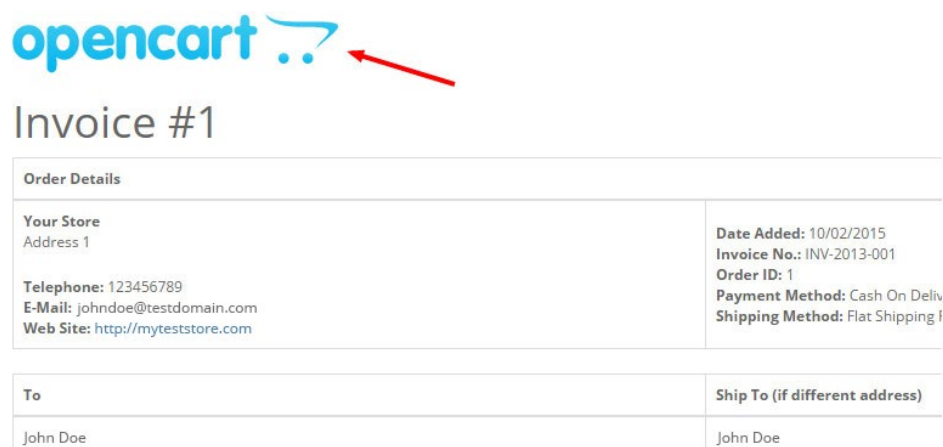 opencart
Invoice #1
Order Details
Your Store
Address 1
Telephone: 123456789
E-Mail: johndoe@testdomain.com
Web Site: http://myteststore.com
Date Added: 10/02/2015
Invoice No.: INV-2013-001
Order ID: 1
Payment Method: Cash On
Shipping Method: Flat Shipping
To
Ship To (if different address)
John Doe
John Doe